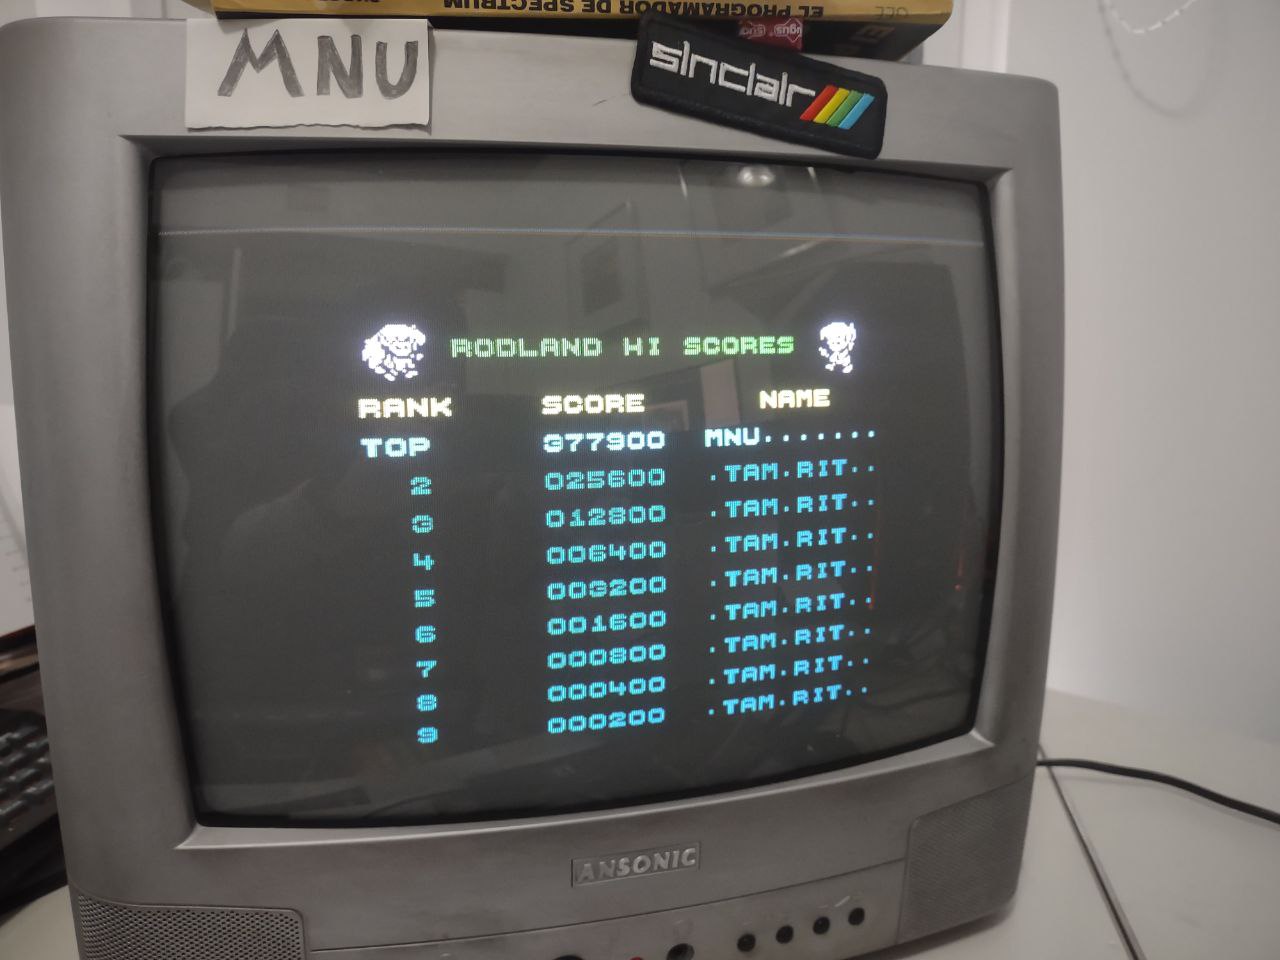 EL PROGRAMADOR DE SPECTRUM
MNU
sinclair
RODLAND HI SCORES
RANK SCORE NAME
TOP 377900 MNU.......
2 025600 .TAM.RIT..
3 012800 .TAM.RIT..
4 006400 .TAM.RIT..
5 003200 .TAM.RIT..
6 001600 .TAM.RIT..
7 000800 .TAM.RIT..
8 000400 .TAM.RIT..
9 000200 .TAM.RIT..
ANSONIC